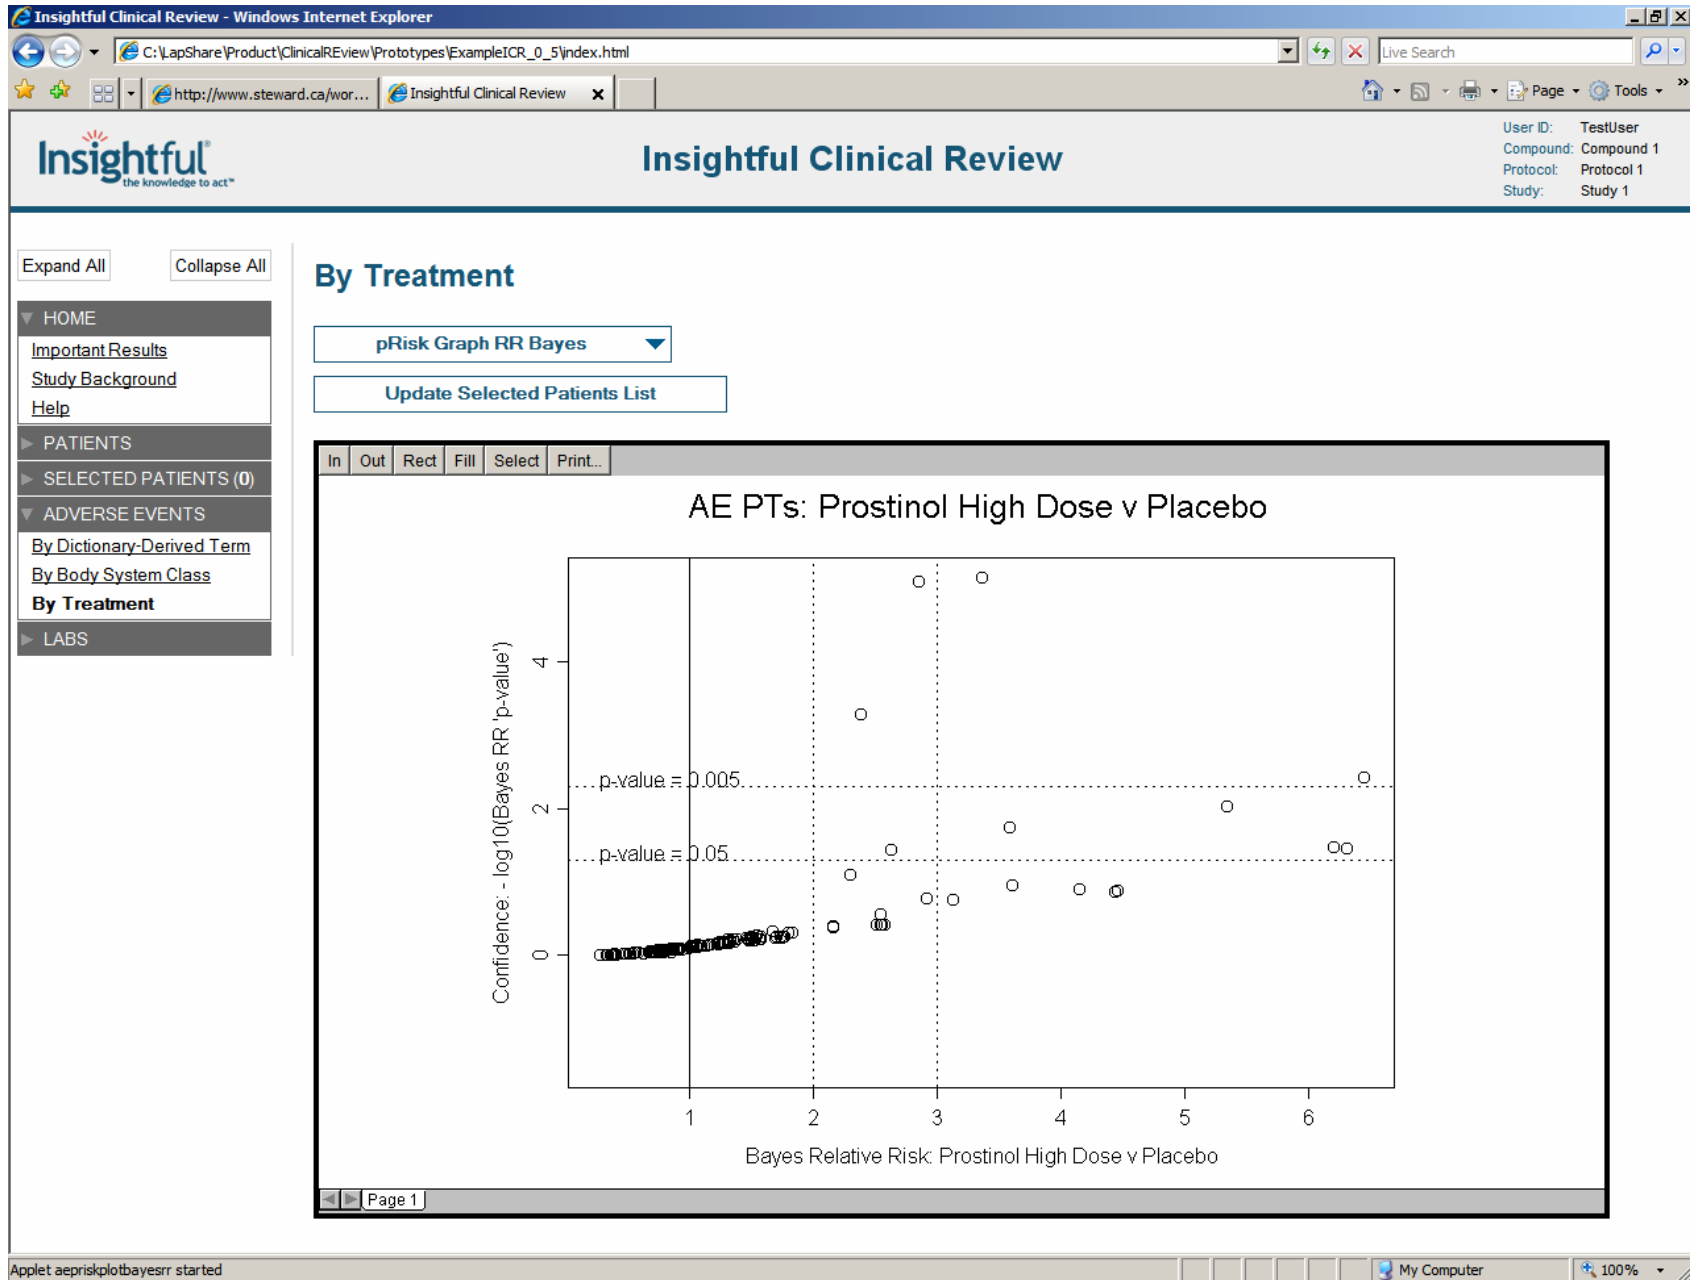 Insightful Clinical Review - Windows Internet Explorer
C:\LapShare\Product\ClinicalREview\Prototypes\ExampleICR_0_5\index.html
Live Search
http://www.steward.ca/wor...
Insightful Clinical Review
Page
Tools
»
Insightful®
the knowledge to act™
Insightful Clinical Review
User ID: TestUser
Compound: Compound 1
Protocol: Protocol 1
Study: Study 1
Expand All
Collapse All
HOME
Important Results
Study Background
Help
PATIENTS
SELECTED PATIENTS (0)
ADVERSE EVENTS
By Dictionary-Derived Term
By Body System Class
By Treatment
LABS
By Treatment
pRisk Graph RR Bayes
Update Selected Patients List
In Out Rect Fill Select Print...
AE PTs: Prostinol High Dose v Placebo
Confidence: - log10(Bayes RR 'p-value')
4
2
0
p-value = 0.005
p-value = 0.05
1 2 3 4 5 6
Bayes Relative Risk: Prostinol High Dose v Placebo
Page 1
Applet aepriskplotbayesrr started
My Computer
100%